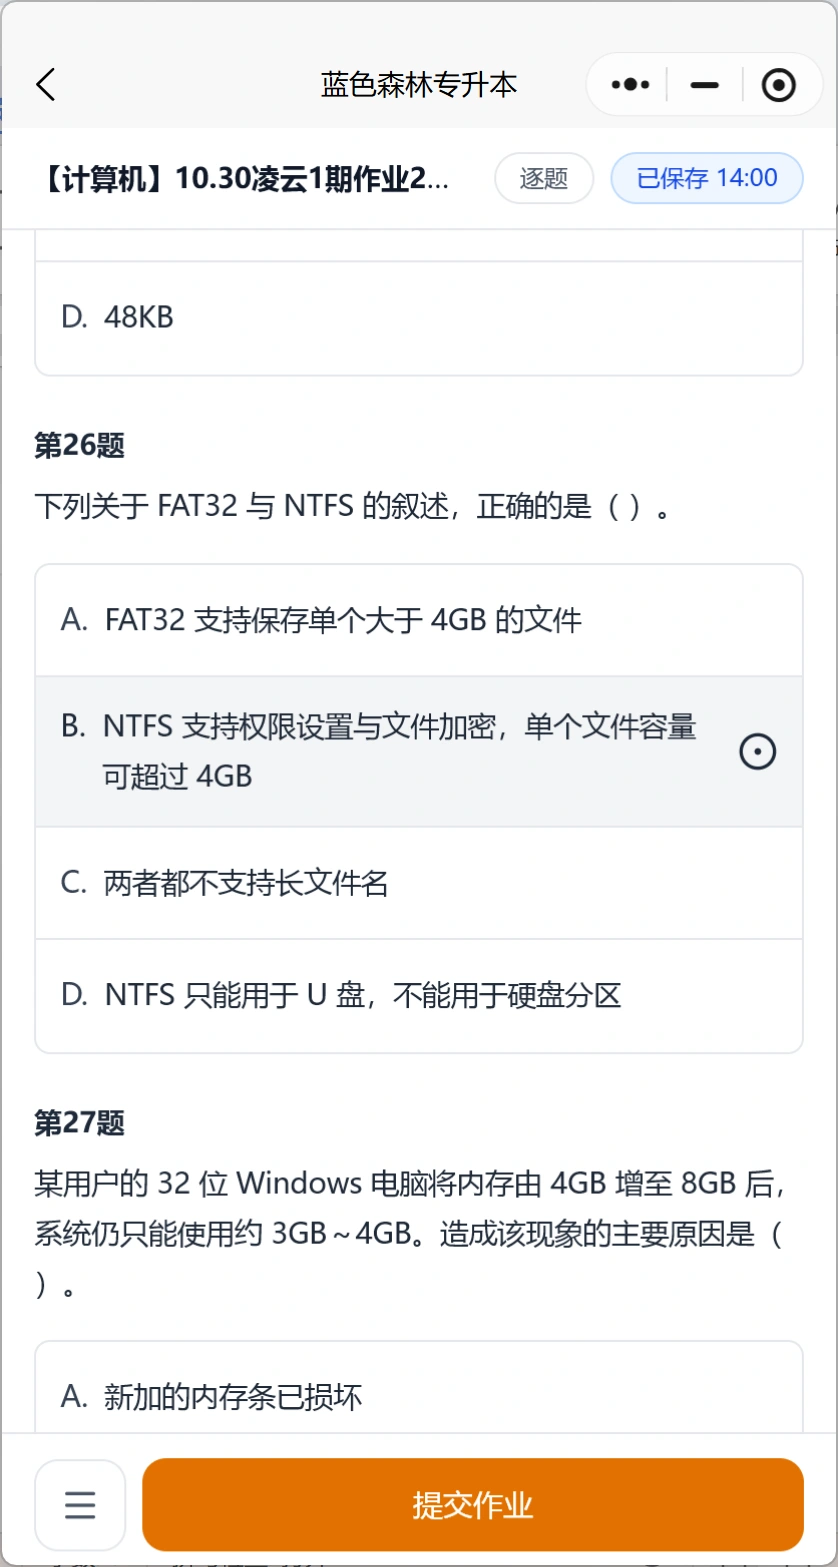 蓝色森林专升本
【计算机】10.30凌云1期作业2...
逐题
已保存 14:00
D. 48KB
第26题
下列关于 FAT32 与 NTFS 的叙述，正确的是（ ）。
A. FAT32 支持保存单个大于 4GB 的文件
B. NTFS 支持权限设置与文件加密，单个文件容量
可超过 4GB
C. 两者都不支持长文件名
D. NTFS 只能用于 U 盘，不能用于硬盘分区
第27题
某用户的 32 位 Windows 电脑将内存由 4GB 增至 8GB 后，
系统仍只能使用约 3GB～4GB。造成该现象的主要原因是（
）。
A. 新加的内存条已损坏
提交作业